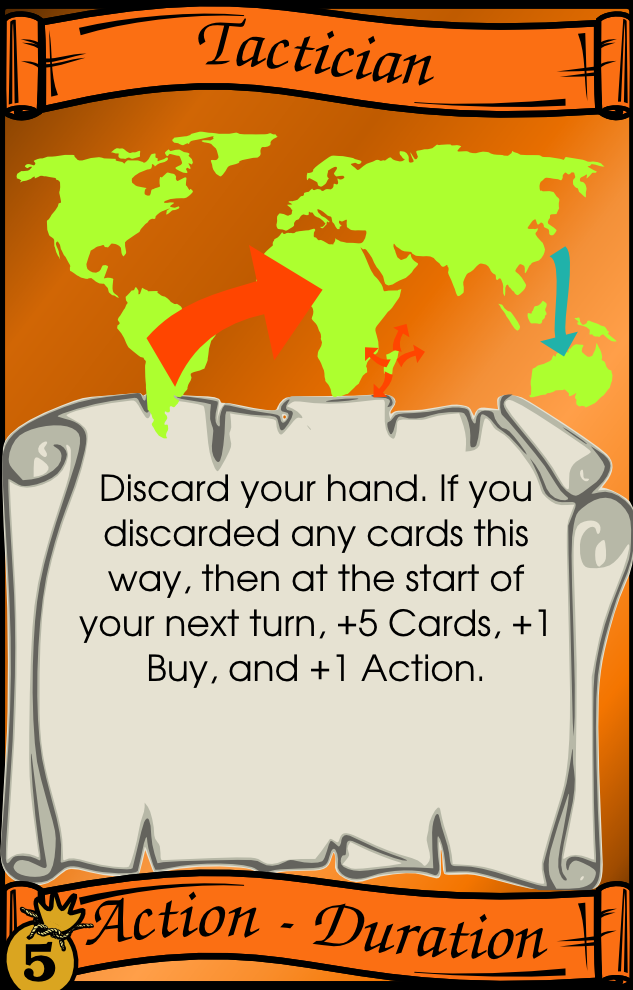 Tactician
Discard your hand. If you
discarded any cards this
way, then at the start of
your next turn, +5 Cards, +1
Buy, and +1 Action.
Action - Duration
5